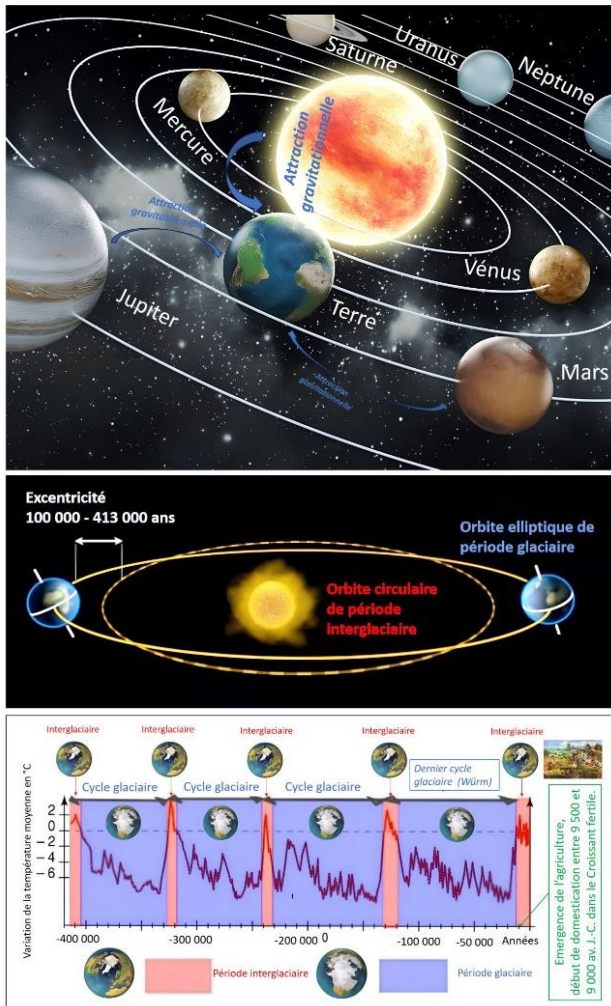 Saturne
Uranus
Neptune
Mercure
Attraction
gravitationnelle
Attraction
gravitationnelle
Vénus
Jupiter
Terre
Attraction
gravitationnelle
Mars
Excentricité
100 000 - 413 000 ans
Orbite elliptique de
période glaciaire
Orbite circulaire
de période
interglaciaire
Interglaciaire
Interglaciaire
Interglaciaire
Interglaciaire
Interglaciaire
Cycle glaciaire
Cycle glaciaire
Cycle glaciaire
Dernier cycle
glaciaire (Würm)
Variation de la température moyenne en °C
2
0
−2
−4
−6
-400 000
-300 000
-200 000
0
-100 000
-50 000
Années
Emergence de l'agriculture,
début de domestication entre 9 500 et
9 000 av. J.-C. dans le Croissant fertile.
Période interglaciaire
Période glaciaire